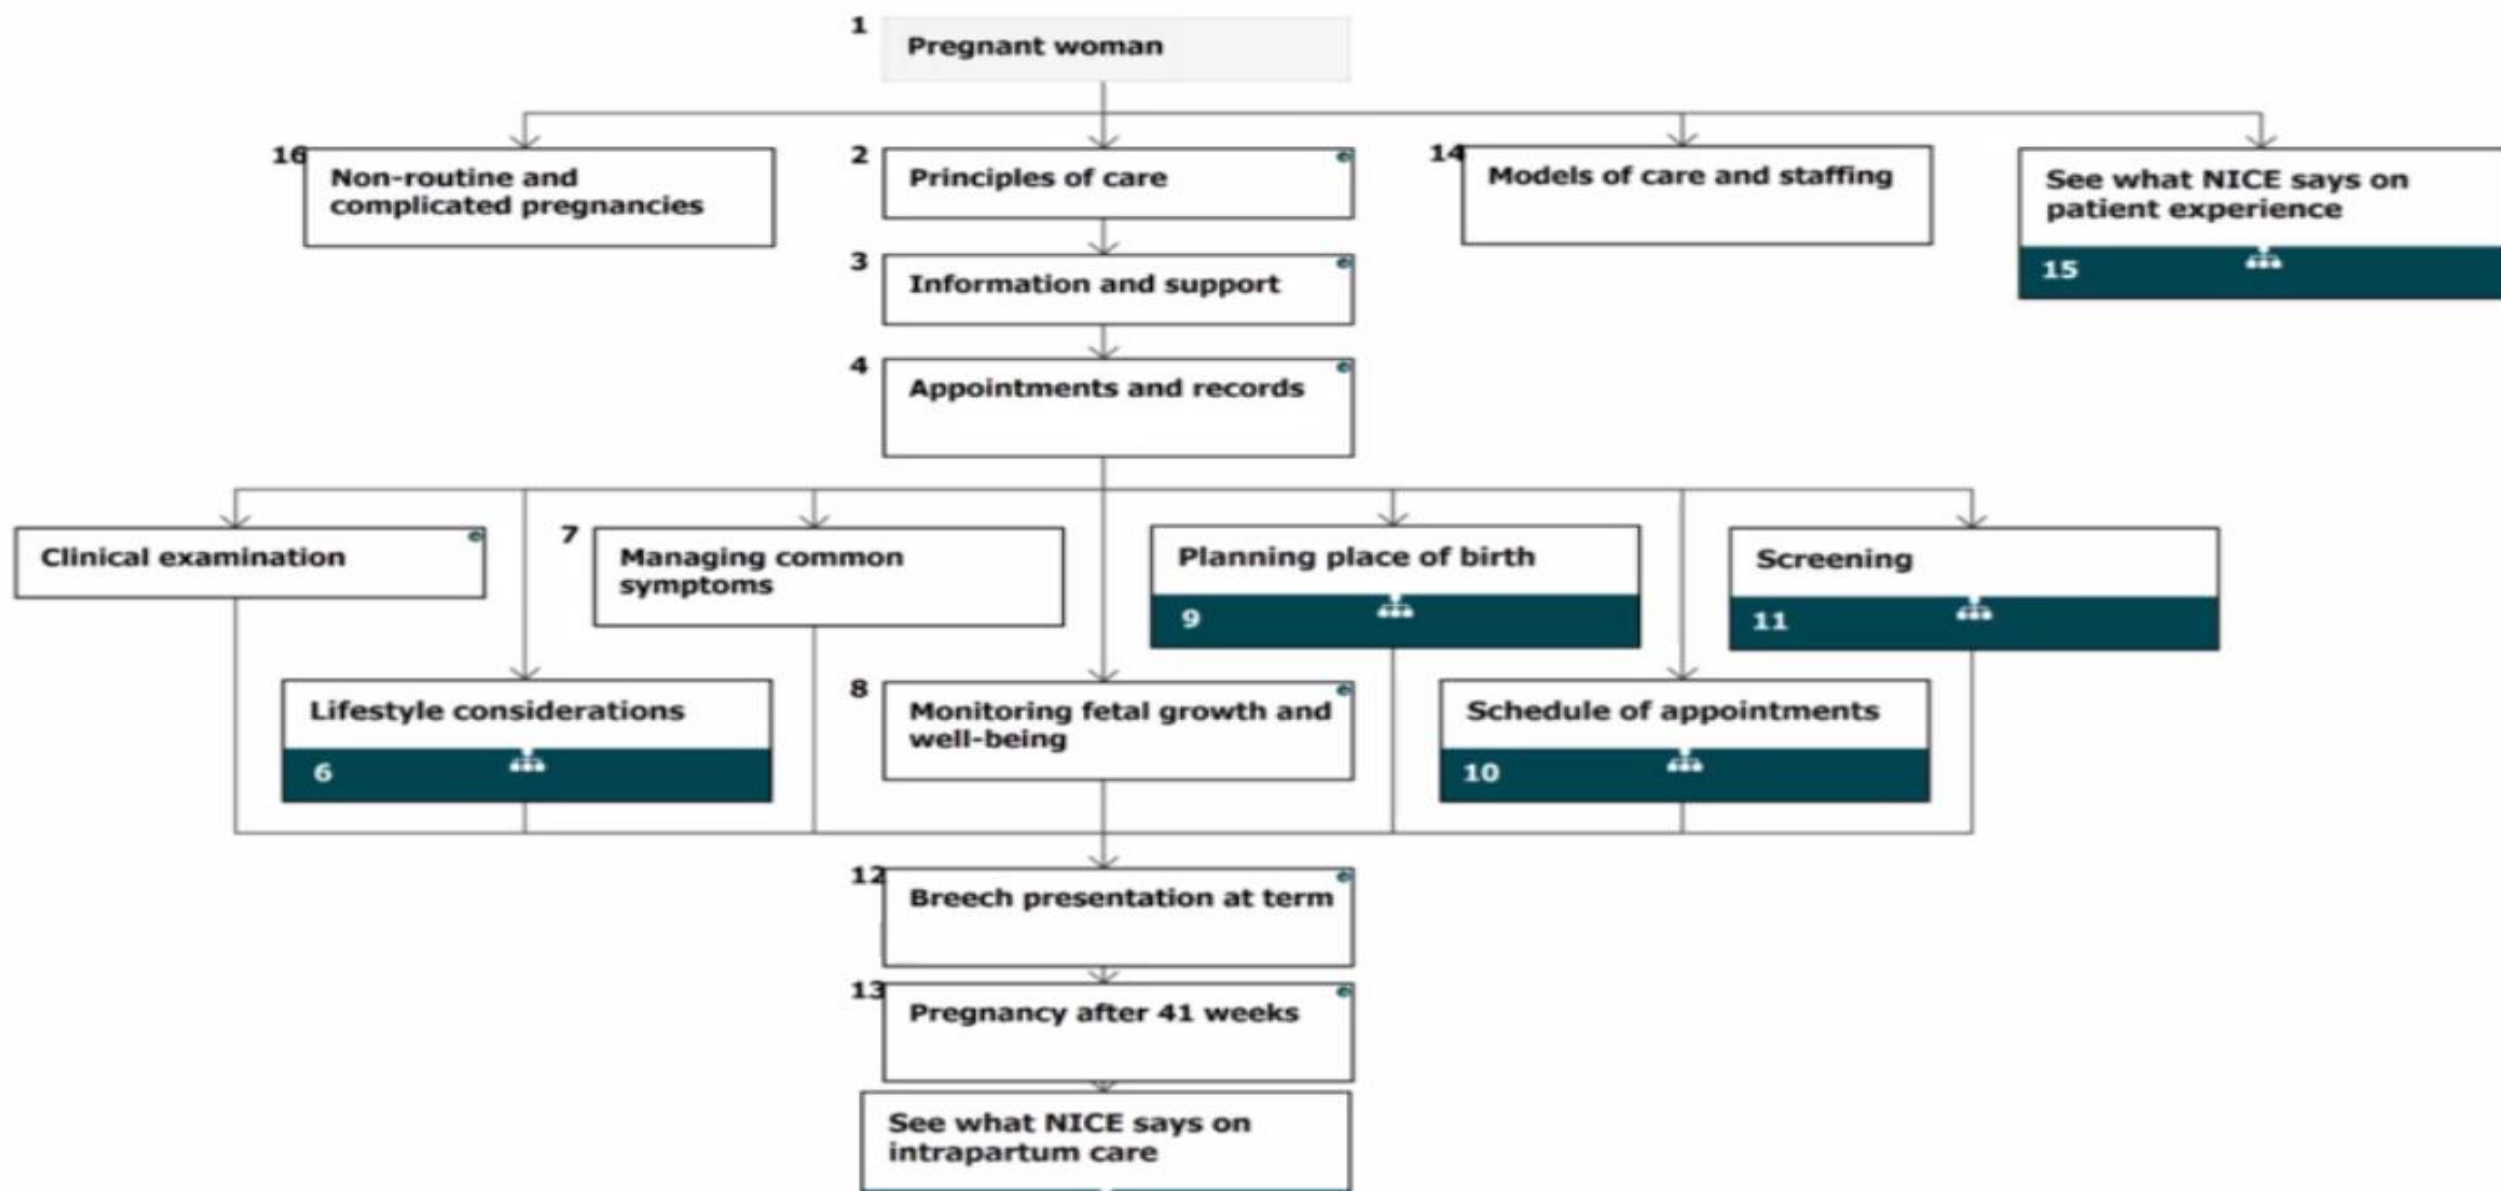 1
Pregnant woman
16
Non-routine and
complicated pregnancies
2
Principles of care
14
Models of care and staffing
See what NICE says on
patient experience
15
3
Information and support
4
Appointments and records
Clinical examination
7
Managing common
symptoms
Planning place of birth
9
Screening
11
Lifestyle considerations
6
8
Monitoring fetal growth and
well-being
Schedule of appointments
10
12
Breech presentation at term
13
Pregnancy after 41 weeks
See what NICE says on
intrapartum care